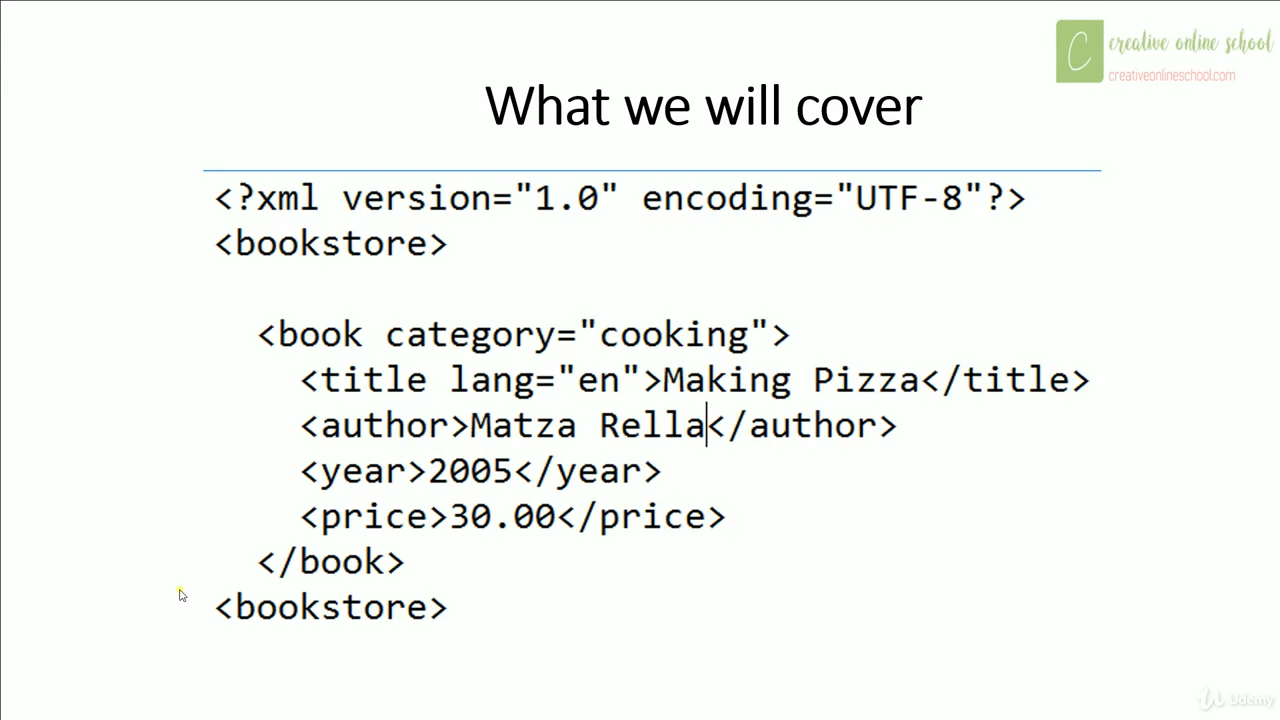 C creative online school
creativeonlineschool.com
What we will cover
<?xml version="1.0" encoding="UTF-8"?>
<bookstore>
<book category="cooking">
<title lang="en">Making Pizza</title>
<author>Matza Rella</author>
<year>2005</year>
<price>30.00</price>
</book>
<bookstore>
Udemy